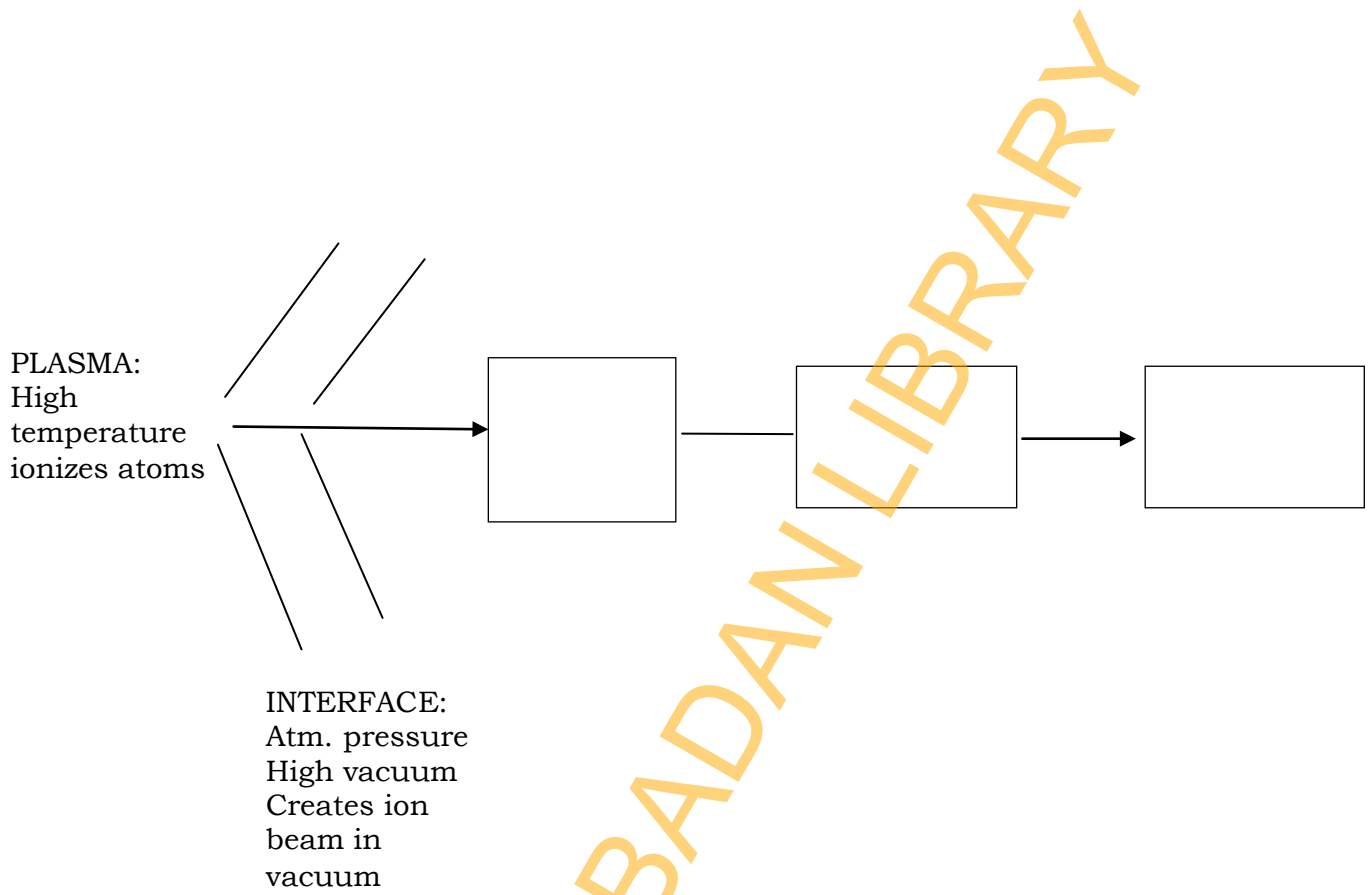 PLASMA:
High
temperature
ionizes atoms
INTERFACE:
Atm. pressure
High vacuum
Creates ion
beam in
vacuum
BADAN LIBRARY